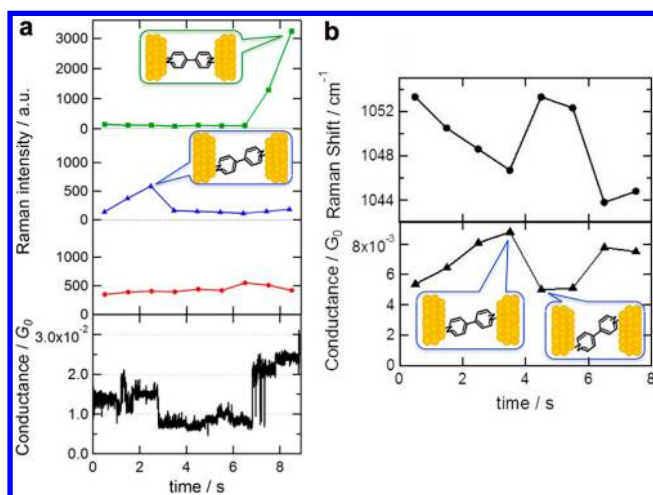 a
3000
2000
1000
0
Raman intensity / a.u.
1000
500
0
1000
500
0
Conductance / G0
3.0x10-2
2.0
1.0
0.0
0 2 4 6 8
time / s
b
Raman Shift / cm-1
1052
1048
1044
Conductance / G0
8x10-3
6
4
2
0
0 2 4 6 8
time / s